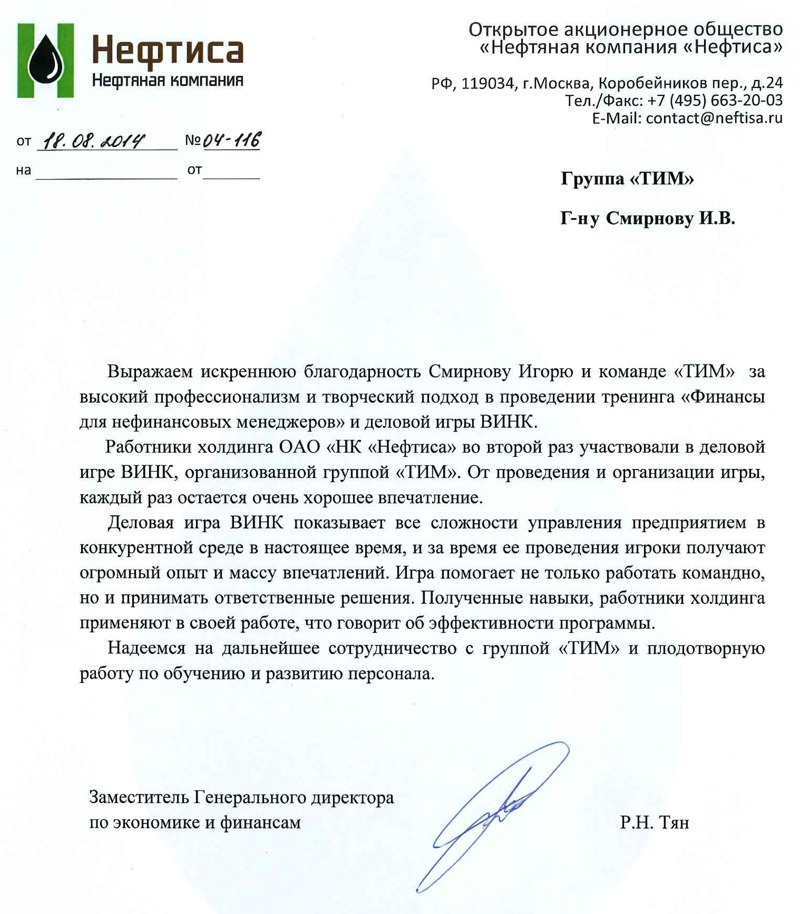 Нефтиса
Нефтяная компания
Открытое акционерное общество
«Нефтяная компания «Нефтиса»
РФ, 119034, г.Москва, Коробейников пер., д.24
Тел./Факс: +7 (495) 663-20-03
E-Mail: contact@neftisa.ru
от 18.08.2014 № 04-116
на от
Группа «ТИМ»
Г-ну Смирнову И.В.
Выражаем искреннюю благодарность Смирнову Игорю и команде «ТИМ» за
высокий профессионализм и творческий подход в проведении тренинга «Финансы
для нефинансовых менеджеров» и деловой игры ВИНК.
Работники холдинга ОАО «НК «Нефтиса» во второй раз участвовали в деловой
игре ВИНК, организованной группой «ТИМ». От проведения и организации игры,
каждый раз остается очень хорошее впечатление.
Деловая игра ВИНК показывает все сложности управления предприятием в
конкурентной среде в настоящее время, и за время ее проведения игроки получают
огромный опыт и массу впечатлений. Игра помогает не только работать командно,
но и принимать ответственные решения. Полученные навыки, работники холдинга
применяют в своей работе, что говорит об эффективности программы.
Надеемся на дальнейшее сотрудничество с группой «ТИМ» и плодотворную
работу по обучению и развитию персонала.
Заместитель Генерального директора
по экономике и финансам
Р.Н. Тян